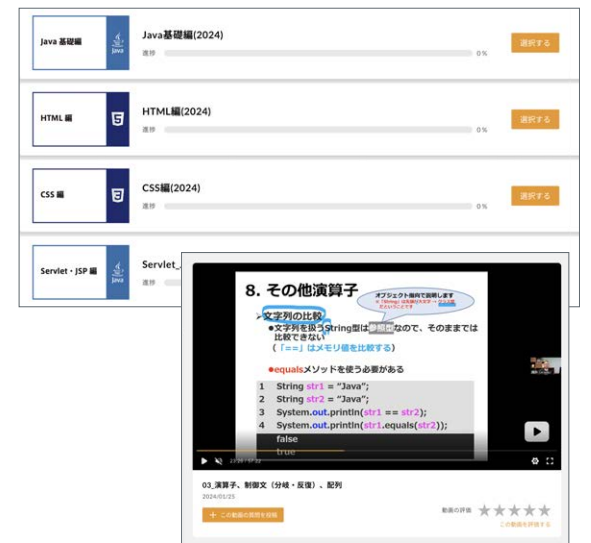 Java 基礎編
Java
Java基礎編(2024)
進捗
0%
選択する
HTML 編
HTML編(2024)
進捗
0%
選択する
CSS 編
CSS編(2024)
進捗
0%
選択する
Servlet・JSP 編
Java
Servlet_
進捗
8. その他演算子
オブジェクト指向で説明します
➢文字列の比較
●文字列を扱うString型は参照型なので、そのままでは
比較できない
(「==」はメモリ値を比較する)
●equalsメソッドを使う必要がある
1 String str1 = “Java”;
2 String str2 = “Java”;
3 System.out.println(str1 == str2);
4 System.out.println(str1.equals(str2));
false
true
03_演算子、制御文(分岐・反復)、配列
2024/01/25
+ この動画の質問を投稿
動画の評価 ★★★★★
この動画を評価する